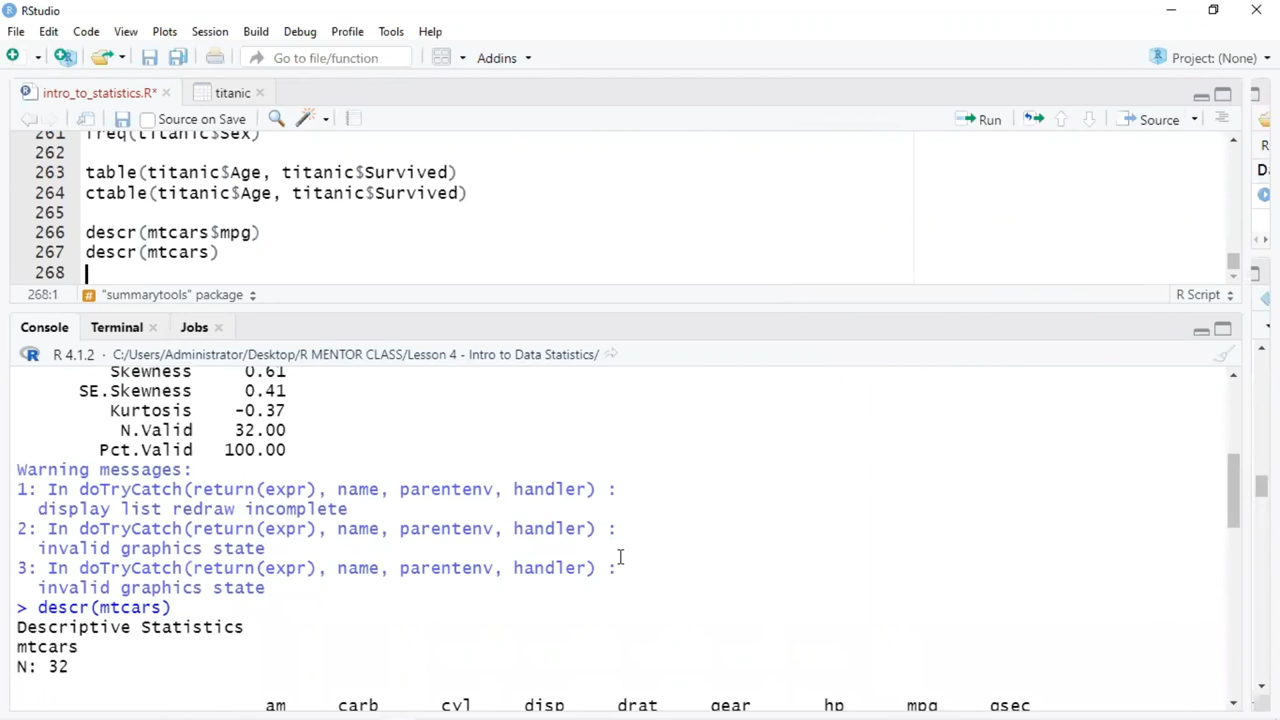 RStudio
File Edit Code View Plots Session Build Debug Profile Tools Help
Go to file/function Addins Project: (None)
intro_to_statistics.R* titanic
Source on Save Run Source
261 freq(titanic$Sex)
262
263 table(titanic$Age, titanic$Survived)
264 ctable(titanic$Age, titanic$Survived)
265
266 descr(mtcars$mpg)
267 descr(mtcars)
268
268:1 # "summarytools" package R Script
Console Terminal Jobs
R 4.1.2 · C:/Users/Administrator/Desktop/R MENTOR CLASS/Lesson 4 - Intro to Data Statistics/
Skewness 0.61
SE.Skewness 0.41
Kurtosis -0.37
N.Valid 32.00
Pct.Valid 100.00
Warning messages:
1: In doTryCatch(return(expr), name, parentenv, handler) :
display list redraw incomplete
2: In doTryCatch(return(expr), name, parentenv, handler) :
invalid graphics state
3: In doTryCatch(return(expr), name, parentenv, handler) :
invalid graphics state
> descr(mtcars)
Descriptive Statistics
mtcars
N: 32
am carb cyl disp drat gear hp mpg qsec